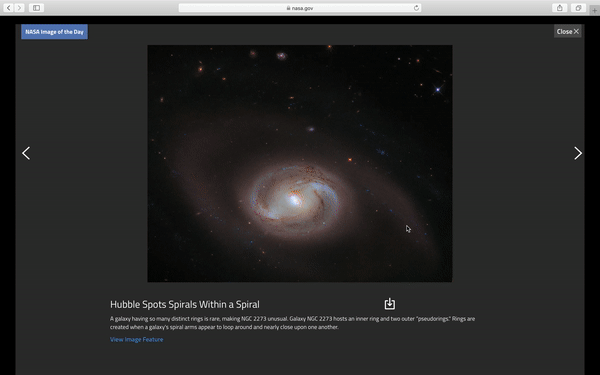 nasa.gov
NASA Image of the Day
Close
Hubble Spots Spirals Within a Spiral
A galaxy having so many distinct rings is rare, making NGC 2273 unusual. Galaxy NGC 2273 hosts an inner ring and two outer "pseudorings." Rings are
created when a galaxy's spiral arms appear to loop around and nearly close upon one another.
View Image Feature